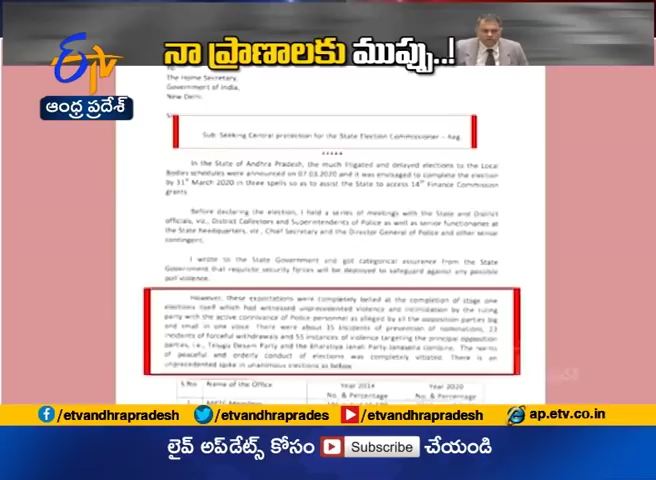 నా ప్రాణాలకు ముప్పు..!
ETV
ఆంధ్ర ప్రదేశ్
The Home Secretary,
Government of India,
New Delhi.
Sub: Seeking Central protection for the State Election Commissioner – Reg.
*****
In the State of Andhra Pradesh, the much litigated and delayed elections to the Local
Bodies schedules were announced on 07.03.2020 and it was envisaged to complete the election
by 31st March 2020 in three spells so as to assist the State to access 14th Finance Commission
grants.
Before declaring the election, I held a series of meetings with the State and District
officials, viz., District Collectors and Superintendents of Police as well as senior functionaries at
the State headquarters, viz., Chief Secretary and the Director General of Police and other senior
contingent.
I wrote to the State Government and got categorical assurance from the State
Government that requisite security forces will be deployed to safeguard against any possible
poll violence.
However, these expectations were completely belied at the completion of stage one
elections itself which had witnessed unprecedented violence and intimidation by the ruling
party with the active connivance of Police personnel as alleged by all the opposition parties big
and small in one voice. There were about 35 incidents of prevention of nominations, 23
incidents of forceful withdrawals and 55 instances of violence targeting the principal opposition
parties, i.e., Telugu Desam Party and the Bharatiya Janati Party-Janasena combine. The norms
of peaceful and orderly conduct of elections was completely vitiated. There is an
unprecedented spike in unanimous elections as before.
S.No Name of the Office Year 2014 Year 2020
No. & Percentage No. & Percentage
/etvandhrapradesh /etvandhraprades /etvandhrapradesh ap.etv.co.in
లైవ్ అప్‌డేట్స్ కోసం Subscribe చేయండి